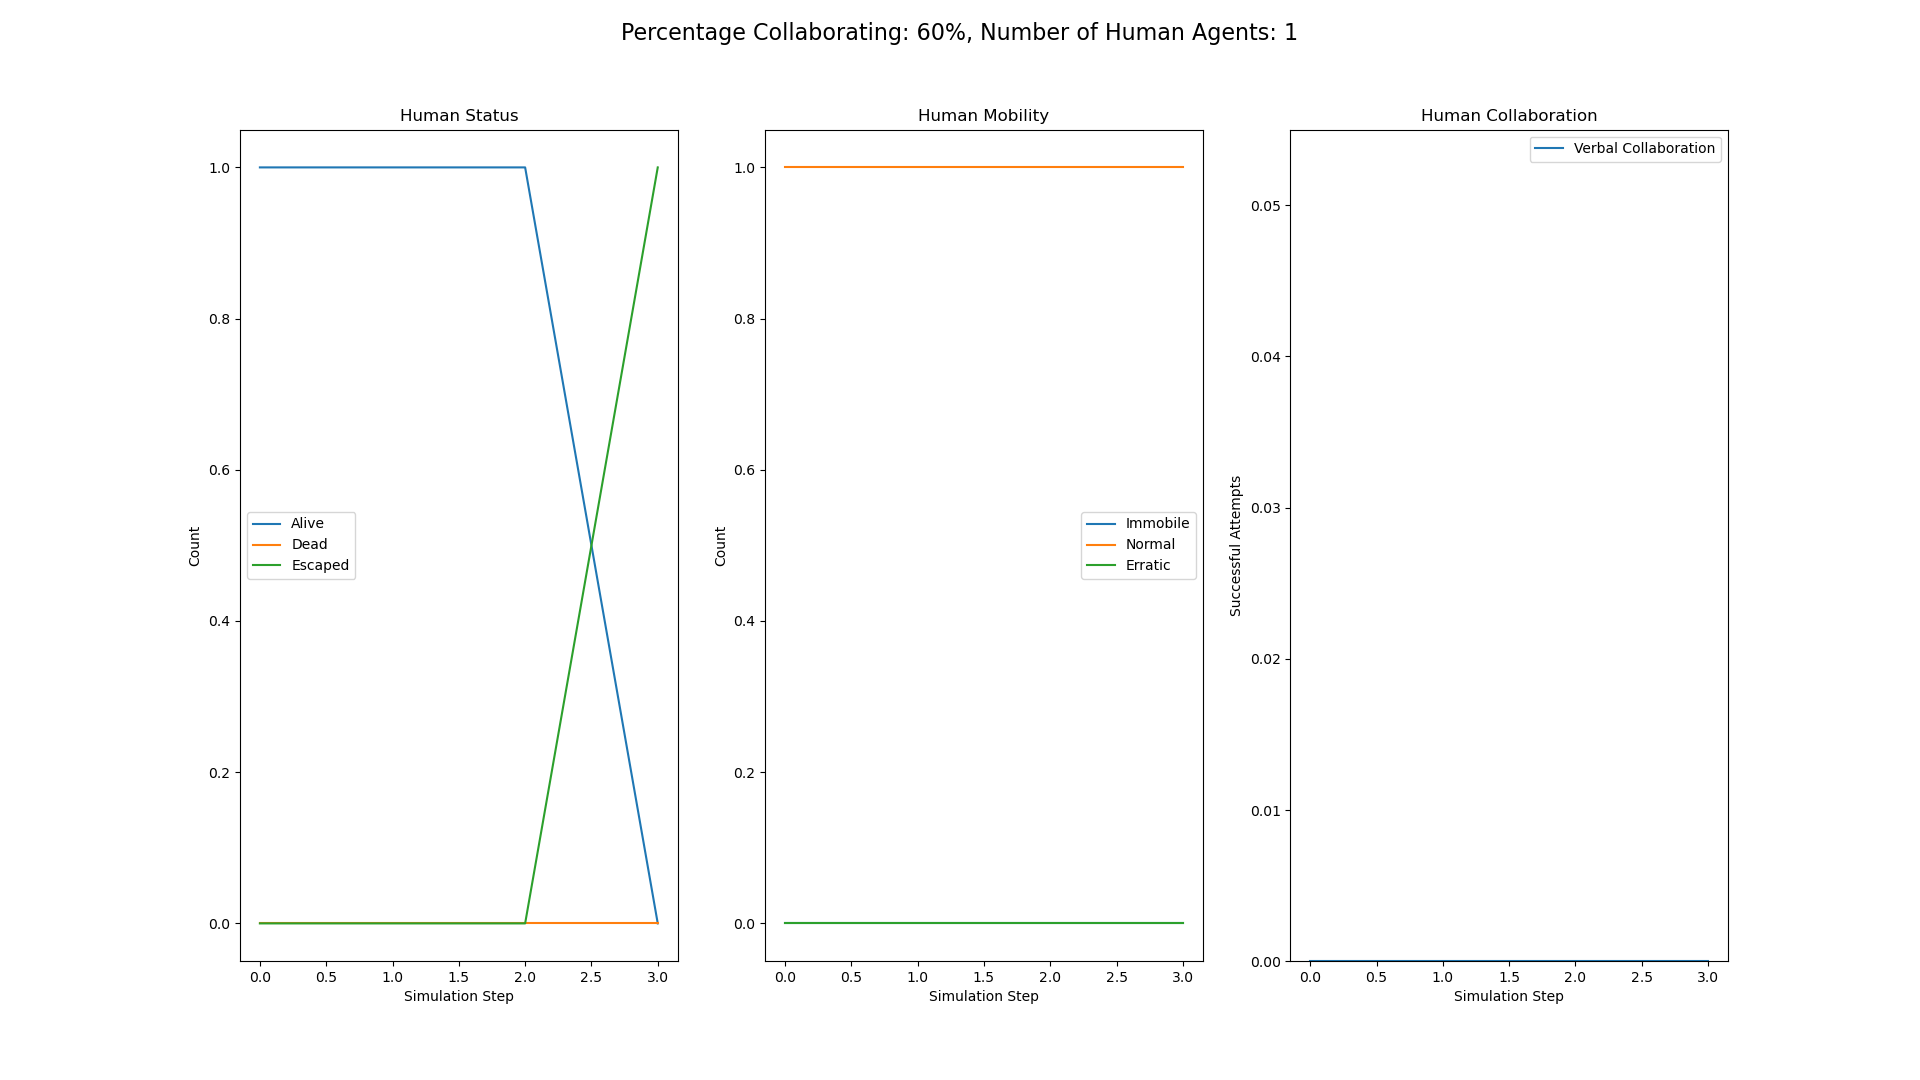 Percentage Collaborating: 60%, Number of Human Agents: 1
Human Status
1.0
0.8
0.6
0.4
0.2
0.0
Count
Alive
Dead
Escaped
0.0 0.5 1.0 1.5 2.0 2.5 3.0
Simulation Step
Human Mobility
1.0
0.8
0.6
0.4
0.2
0.0
Count
Immobile
Normal
Erratic
0.0 0.5 1.0 1.5 2.0 2.5 3.0
Simulation Step
Human Collaboration
Verbal Collaboration
0.05
0.04
0.03
0.02
0.01
0.00
Successful Attempts
0.0 0.5 1.0 1.5 2.0 2.5 3.0
Simulation Step